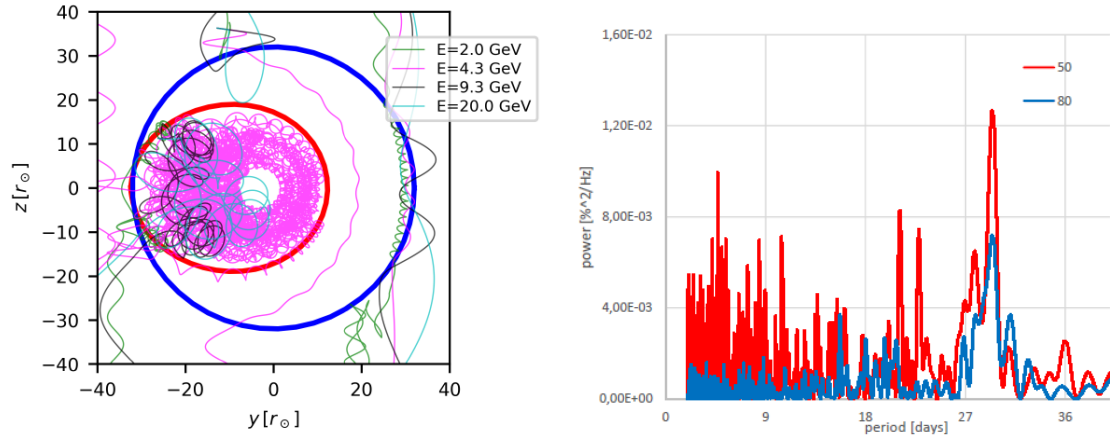 40
30
20
10
0
−10
−20
−30
−40
z [r⊙]
−40
−20
0
20
40
y [r⊙]
E=2.0 GeV
E=4.3 GeV
E=9.3 GeV
E=20.0 GeV
1,60E-02
1,20E-02
8,00E-03
4,00E-03
0,00E+00
power [%^2/Hz]
0
9
18
27
36
period [days]
50
80